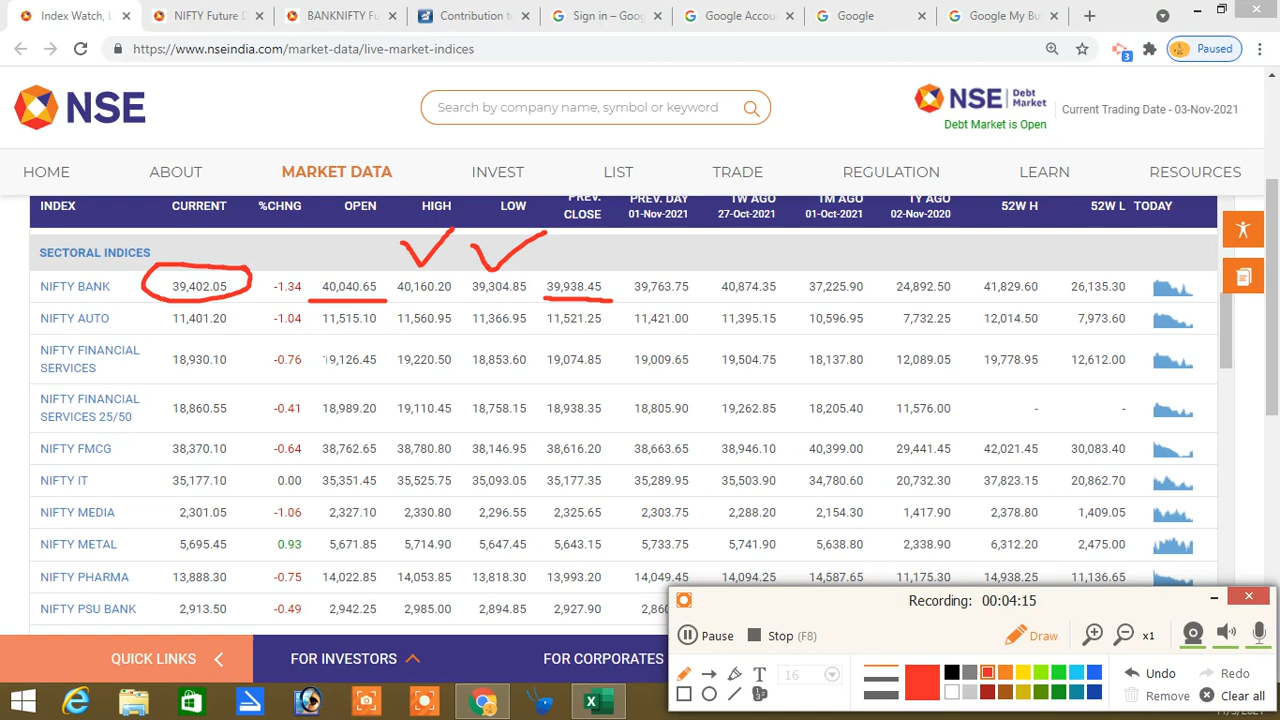 Index Watch, L
NIFTY Future D
BANKNIFTY Fu
Contribution to
Sign in – Goog
Google Accou
Google
Google My Bu
https://www.nseindia.com/market-data/live-market-indices
3
Paused
NSE
Search by company name, symbol or keyword
NSE Debt Market
Debt Market is Open
Current Trading Date - 03-Nov-2021
HOME ABOUT MARKET DATA INVEST LIST TRADE REGULATION LEARN RESOURCES
INDEX CURRENT %CHNG OPEN HIGH LOW PREV. CLOSE PREV. DAY 01-Nov-2021 1W AGO 27-Oct-2021 1M AGO 01-Oct-2021 1Y AGO 02-Nov-2020 52W H 52W L TODAY
SECTORAL INDICES
NIFTY BANK 39,402.05 -1.34 40,040.65 40,160.20 39,304.85 39,938.45 39,763.75 40,874.35 37,225.90 24,892.50 41,829.60 26,135.30
NIFTY AUTO 11,401.20 -1.04 11,515.10 11,560.95 11,366.95 11,521.25 11,421.00 11,395.15 10,596.95 7,732.25 12,014.50 7,973.60
NIFTY FINANCIAL SERVICES 18,930.10 -0.76 19,126.45 19,220.50 18,853.60 19,074.85 19,009.65 19,504.75 18,137.80 12,089.05 19,778.95 12,612.00
NIFTY FINANCIAL SERVICES 25/50 18,860.55 -0.41 18,989.20 19,110.45 18,758.15 18,938.35 18,805.90 19,262.85 18,205.40 11,576.00 - -
NIFTY FMCG 38,370.10 -0.64 38,762.65 38,780.80 38,146.95 38,616.20 38,663.65 38,946.10 40,399.00 29,441.45 42,021.45 30,083.40
NIFTY IT 35,177.10 0.00 35,351.45 35,525.75 35,093.05 35,177.35 35,289.95 35,503.90 34,780.60 20,732.30 37,823.15 20,862.70
NIFTY MEDIA 2,301.05 -1.06 2,327.10 2,330.80 2,296.55 2,325.65 2,303.75 2,288.20 2,154.30 1,417.90 2,378.80 1,409.05
NIFTY METAL 5,695.45 0.93 5,671.85 5,714.90 5,647.45 5,643.15 5,733.75 5,741.90 5,638.80 2,338.90 6,312.20 2,475.00
NIFTY PHARMA 13,888.30 -0.75 14,022.85 14,053.85 13,818.30 13,993.20 14,049.45 14,094.25 14,587.65 11,175.30 14,938.25 11,136.65
NIFTY PSU BANK 2,913.50 -0.49 2,942.25 2,985.00 2,894.85 2,927.90
QUICK LINKS FOR INVESTORS FOR CORPORATES
Recording: 00:04:15
Pause Stop (F8) Draw x1
T 16 Undo Redo
Remove Clear all